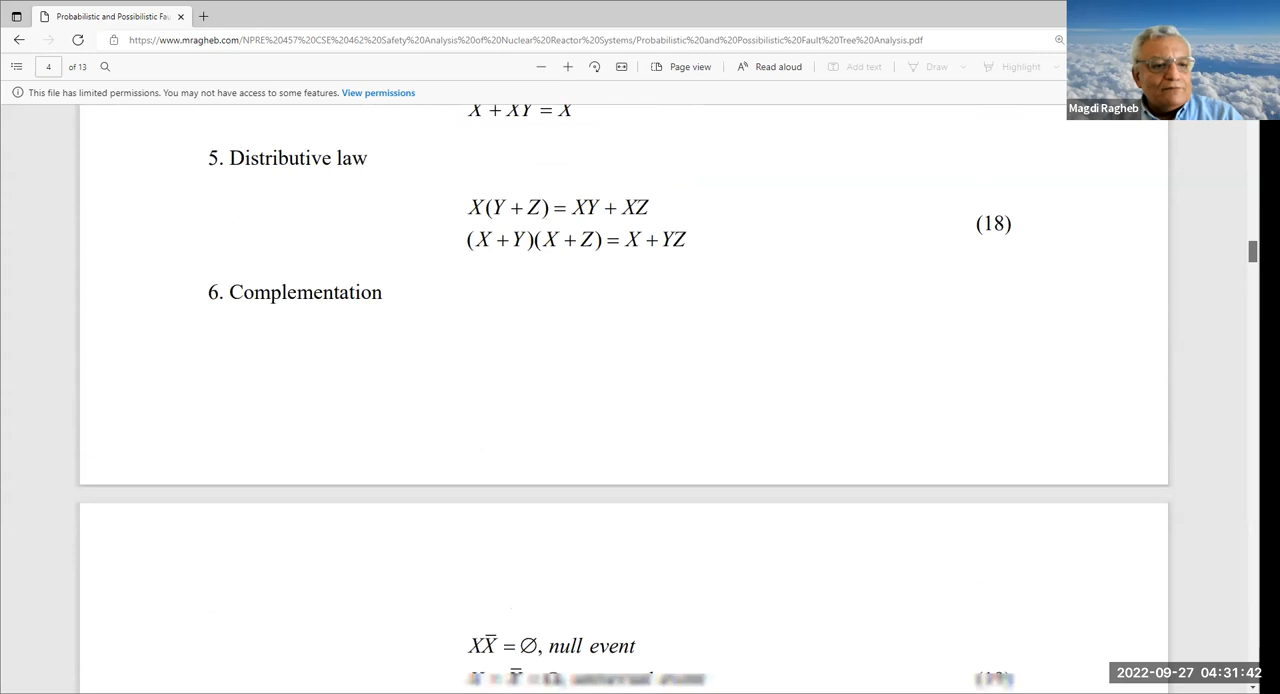 Probabilistic and Possibilistic Fau
https://www.mragheb.com/NPRE%20457%20CSE%20462%20Safety%20Analysis%20of%20Nuclear%20Reactor%20Systems/Probabilistic%20and%20Possibilistic%20Fault%20Tree%20Analysis.pdf
4 of 13
Page view
Read aloud
Add text
Draw
Highlight
This file has limited permissions. You may not have access to some features. View permissions
Magdi Ragheb
X + XY = X
5. Distributive law
X(Y + Z) = XY + XZ
(X + Y)(X + Z) = X + YZ
(18)
6. Complementation
XX̅ = ∅, null event
2022-09-27 04:31:42